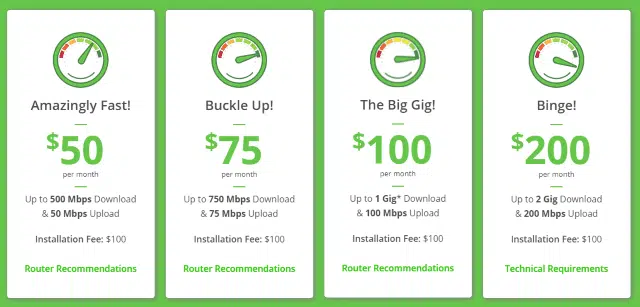 Amazingly Fast!
$50
per month
Up to 500 Mbps Download
& 50 Mbps Upload
Installation Fee: $100
Router Recommendations
Buckle Up!
$75
per month
Up to 750 Mbps Download
& 75 Mbps Upload
Installation Fee: $100
Router Recommendations
The Big Gig!
$100
per month
Up to 1 Gig* Download
& 100 Mbps Upload
Installation Fee: $100
Router Recommendations
Binge!
$200
per month
Up to 2 Gig Download
& 200 Mbps Upload
Installation Fee: $100
Technical Requirements